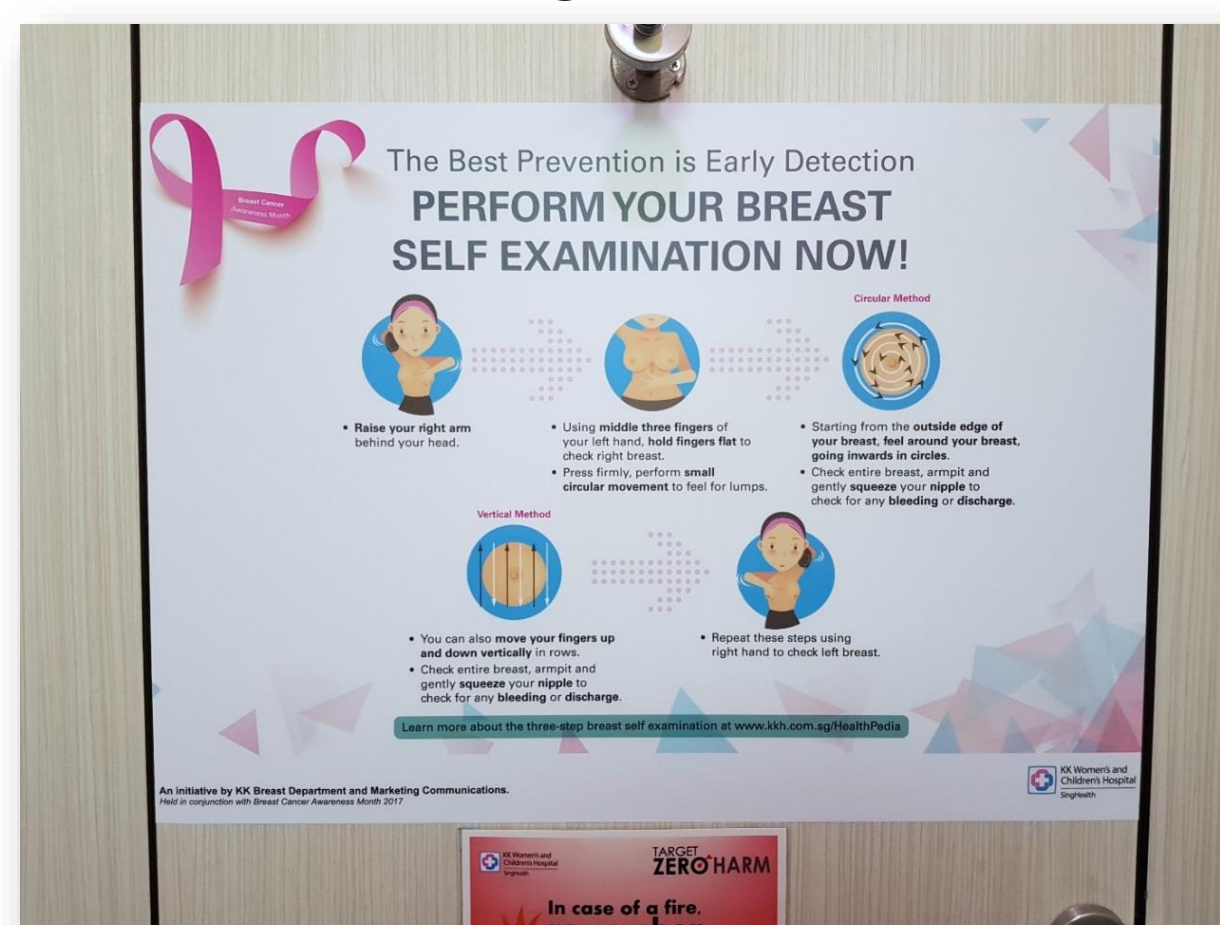 Breast Cancer
Awareness Month
The Best Prevention is Early Detection
PERFORM YOUR BREAST
SELF EXAMINATION NOW!
• Raise your right arm
behind your head.
• Using middle three fingers of
your left hand, hold fingers flat to
check right breast.
• Press firmly, perform small
circular movement to feel for lumps.
Circular Method
• Starting from the outside edge of
your breast, feel around your breast,
going inwards in circles.
• Check entire breast, armpit and
gently squeeze your nipple to
check for any bleeding or discharge.
Vertical Method
• You can also move your fingers up
and down vertically in rows.
• Check entire breast, armpit and
gently squeeze your nipple to
check for any bleeding or discharge.
• Repeat these steps using
right hand to check left breast.
Learn more about the three-step breast self examination at www.kkh.com.sg/HealthPedia
An initiative by KK Breast Department and Marketing Communications.
Held in conjunction with Breast Cancer Awareness Month 2017
KK Women's and
Children's Hospital
SingHealth
KK Women's and
Children's Hospital
SingHealth
TARGET
ZERO HARM
In case of a fire,